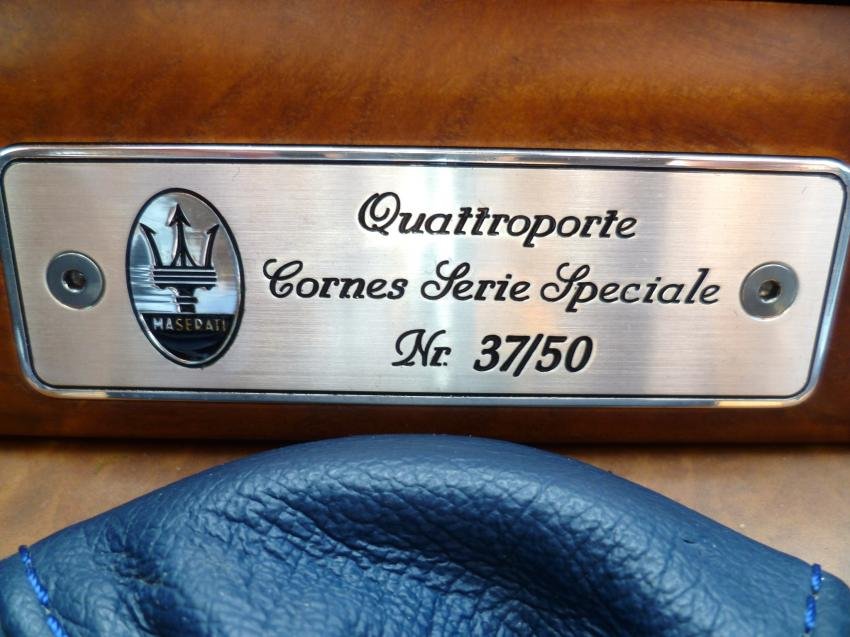 Quattroporte
Cornes Serie Speciale
Nr. 37/50
MASERATI